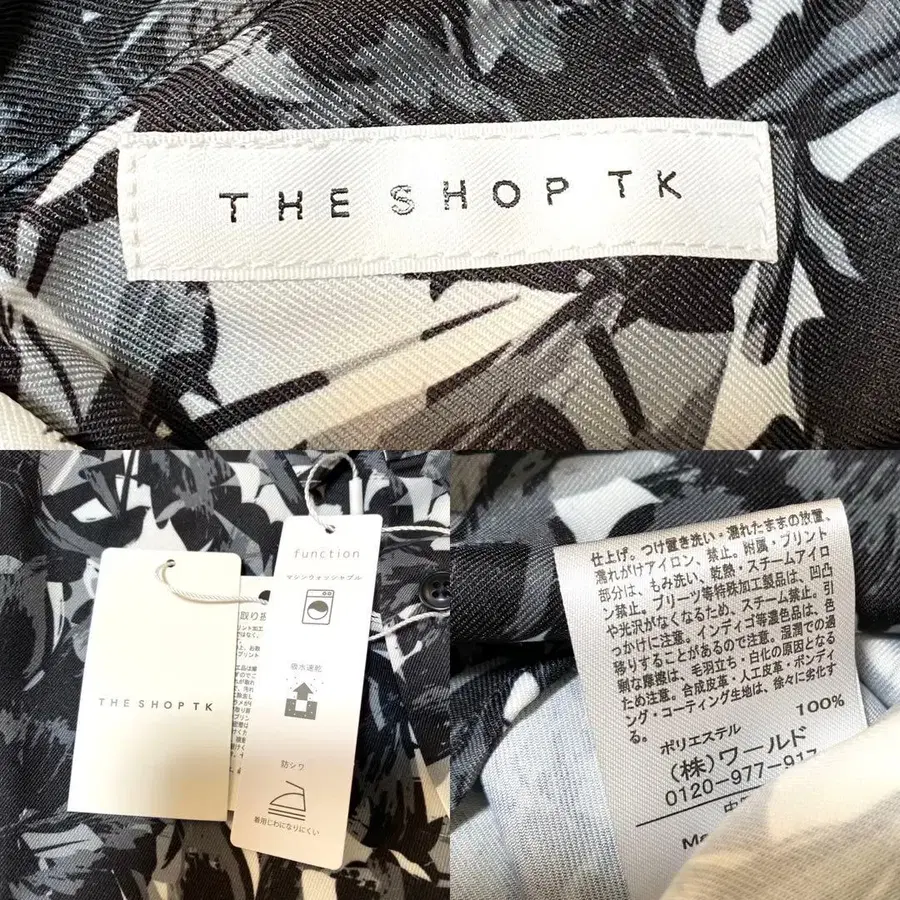 THE SHOP TK
THE SHOP TK
function
マシンウォッシャブル
吸水速乾
防シワ
着用じわになりにくい
取り扱
仕上げ。つけ置き洗い・濡れたままの放置、
濡れがけアイロン、禁止。附属・プリント
部分は、もみ洗い、乾熱・スチームアイロ
ン禁止。プリーツ等特殊加工製品は、凹凸
や光沢がなくなるため、スチーム禁止。引
っかけに注意。インディゴ等濃色品は、色
移りすることがあるので注意。湿潤での過
剰な摩擦は、毛羽立ち・白化の原因となる
ため注意。合成皮革・人工皮革・ボンディ
ング・コーティング生地は、徐々に劣化す
る。
ポリエステル 100%
(株)ワールド
0120-977-917
Ma